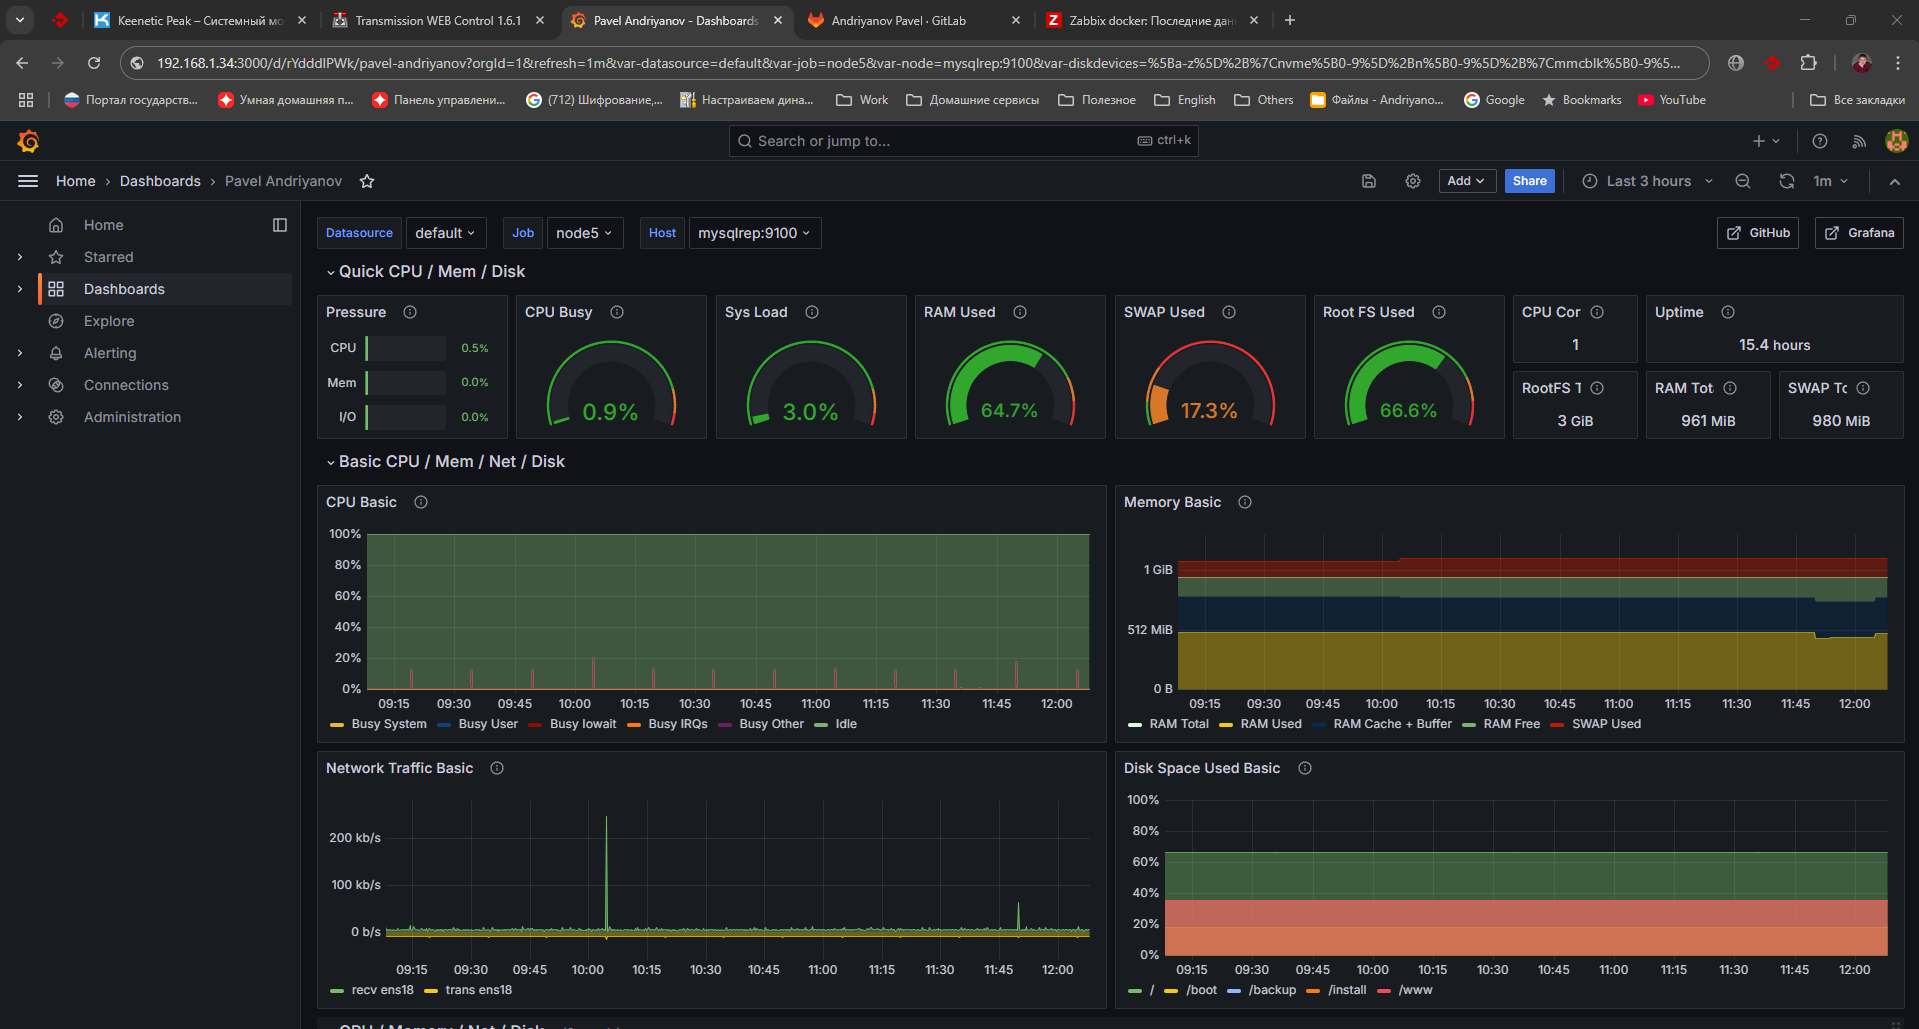 Keenetic Peak – Системный мо
Transmission WEB Control 1.6.1
Pavel Andriyanov - Dashboards
Andriyanov Pavel · GitLab
Zabbix docker: Последние дан
192.168.1.34:3000/d/rYdddlPWk/pavel-andriyanov?orgId=1&refresh=1m&var-datasource=default&var-job=node5&var-node=mysqlrep:9100&var-diskdevices=%5Ba-z%5D%2B%7Cnvme%5B0-9%5D%2Bn%5B0-9%5D%2B%7Cmmcblk%5B0-9%5...
Портал государств... Умная домашняя п... Панель управлени... (712) Шифрование,... Настраиваем дина... Work Домашние сервисы Полезное English Others Файлы - Andriyano... Google Bookmarks YouTube Все закладки
Search or jump to... ctrl+k
Home › Dashboards › Pavel Andriyanov
Add Share Last 3 hours 1m
Home
Starred
Dashboards
Explore
Alerting
Connections
Administration
Datasource default Job node5 Host mysqlrep:9100 GitHub Grafana
Quick CPU / Mem / Disk
Pressure
CPU 0.5%
Mem 0.0%
I/O 0.0%
CPU Busy
0.9%
Sys Load
3.0%
RAM Used
64.7%
SWAP Used
17.3%
Root FS Used
66.6%
CPU Cor
1
Uptime
15.4 hours
RootFS T
3 GiB
RAM Tot
961 MiB
SWAP Tc
980 MiB
Basic CPU / Mem / Net / Disk
CPU Basic
100%
80%
60%
40%
20%
0%
09:15 09:30 09:45 10:00 10:15 10:30 10:45 11:00 11:15 11:30 11:45 12:00
Busy System Busy User Busy Iowait Busy IRQs Busy Other Idle
Memory Basic
1 GiB
512 MiB
0 B
09:15 09:30 09:45 10:00 10:15 10:30 10:45 11:00 11:15 11:30 11:45 12:00
RAM Total RAM Used RAM Cache + Buffer RAM Free SWAP Used
Network Traffic Basic
200 kb/s
100 kb/s
0 b/s
09:15 09:30 09:45 10:00 10:15 10:30 10:45 11:00 11:15 11:30 11:45 12:00
recv ens18 trans ens18
Disk Space Used Basic
100%
80%
60%
40%
20%
0%
09:15 09:30 09:45 10:00 10:15 10:30 10:45 11:00 11:15 11:30 11:45 12:00
/ /boot /backup /install /www
CPU / Memory / Net / Disk